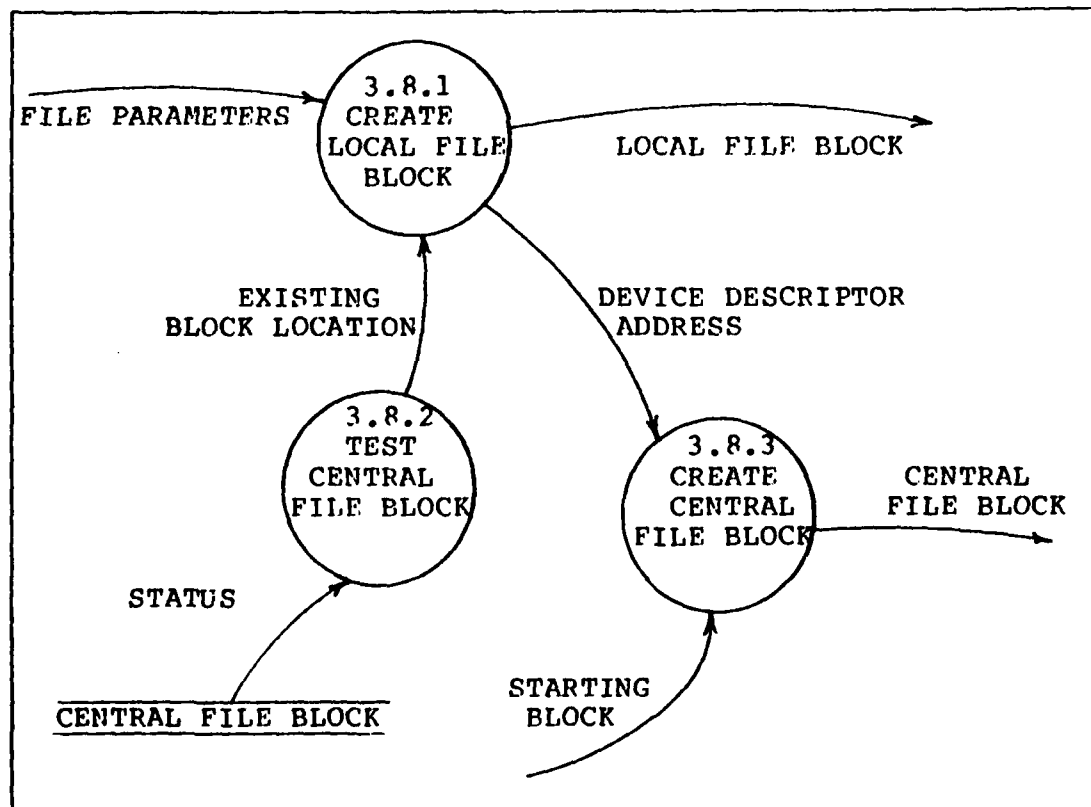 3.8.1
CREATE
LOCAL FILE
BLOCK
FILE PARAMETERS
LOCAL FILE BLOCK
EXISTING
BLOCK LOCATION
DEVICE DESCRIPTOR
ADDRESS
3.8.2
TEST
CENTRAL
FILE BLOCK
3.8.3
CREATE
CENTRAL
FILE BLOCK
CENTRAL
FILE BLOCK
STATUS
CENTRAL FILE BLOCK
STARTING
BLOCK